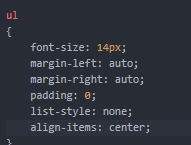 ul
{
    font-size: 14px;
    margin-left: auto;
    margin-right: auto;
    padding: 0;
    list-style: none;
    align-items: center;
}